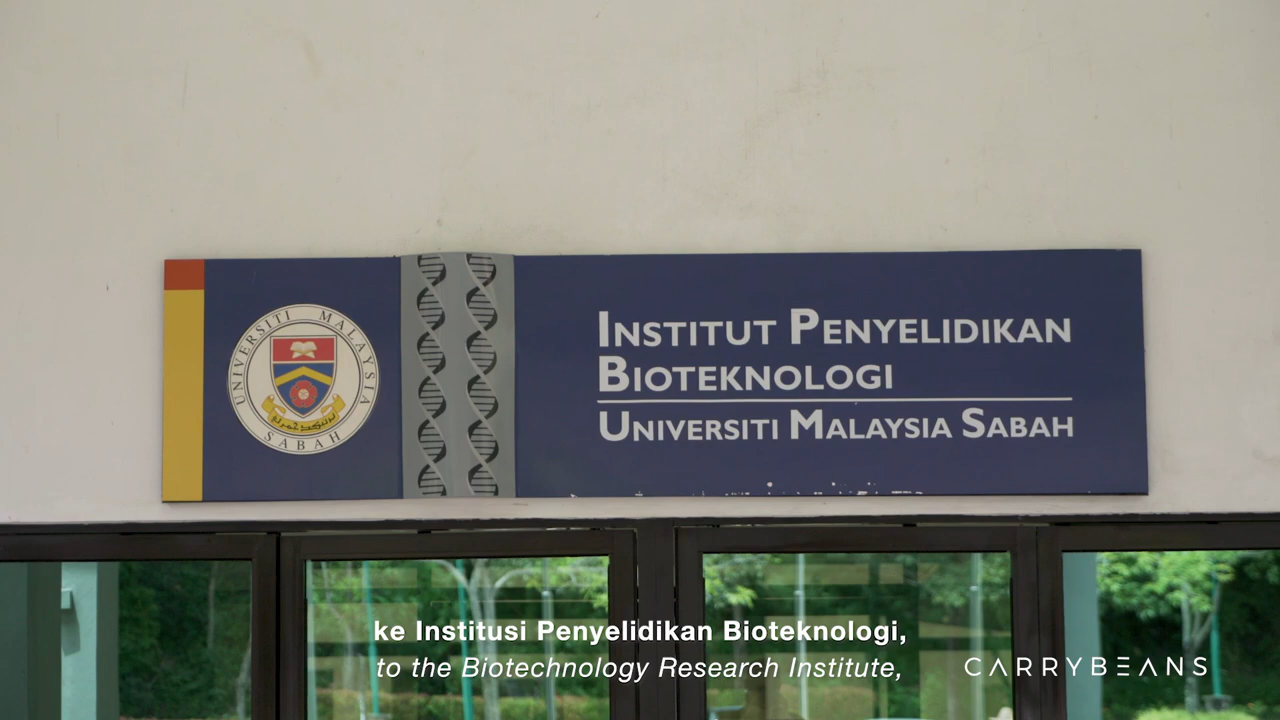 UNIVERSITI MALAYSIA
SABAH
INSTITUT PENYELIDIKAN
BIOTEKNOLOGI
UNIVERSITI MALAYSIA SABAH
ke Institusi Penyelidikan Bioteknologi,
to the Biotechnology Research Institute,
CARRYBEANS